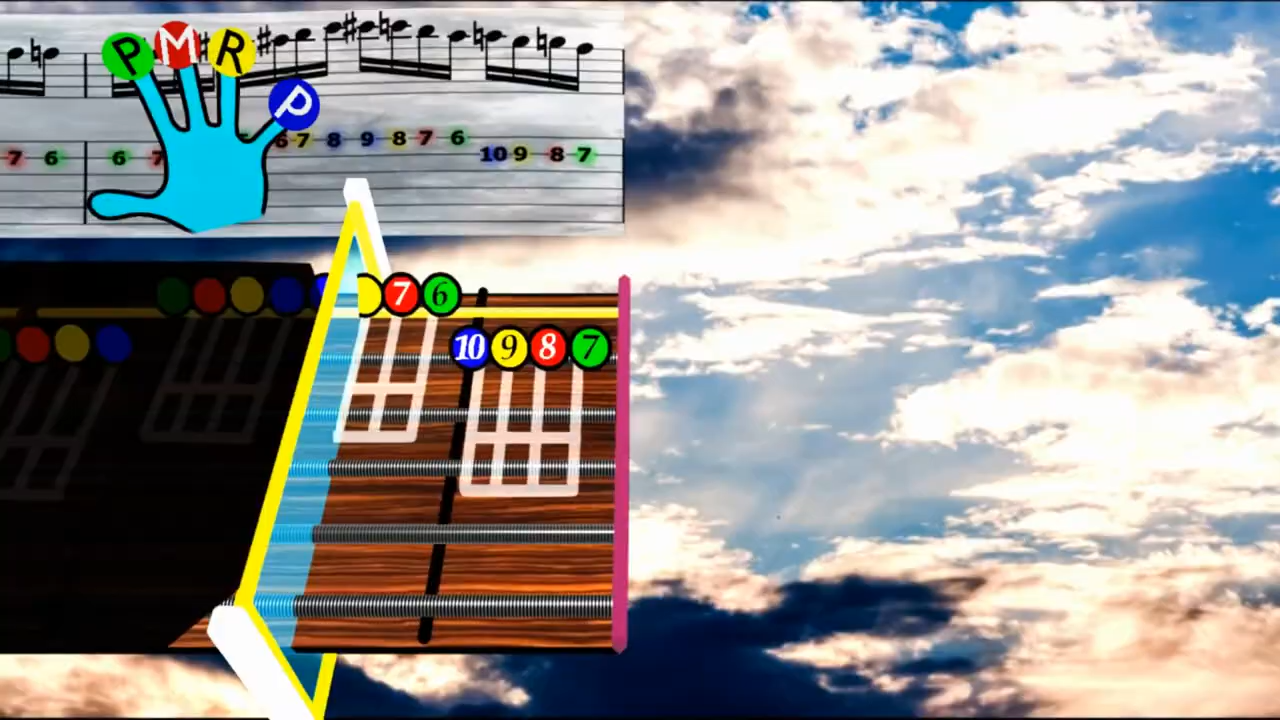 P M R
P
6 7 8 9 8 7 6
7 6 6 7 10 9 8 7
7 6
10 9 8 7